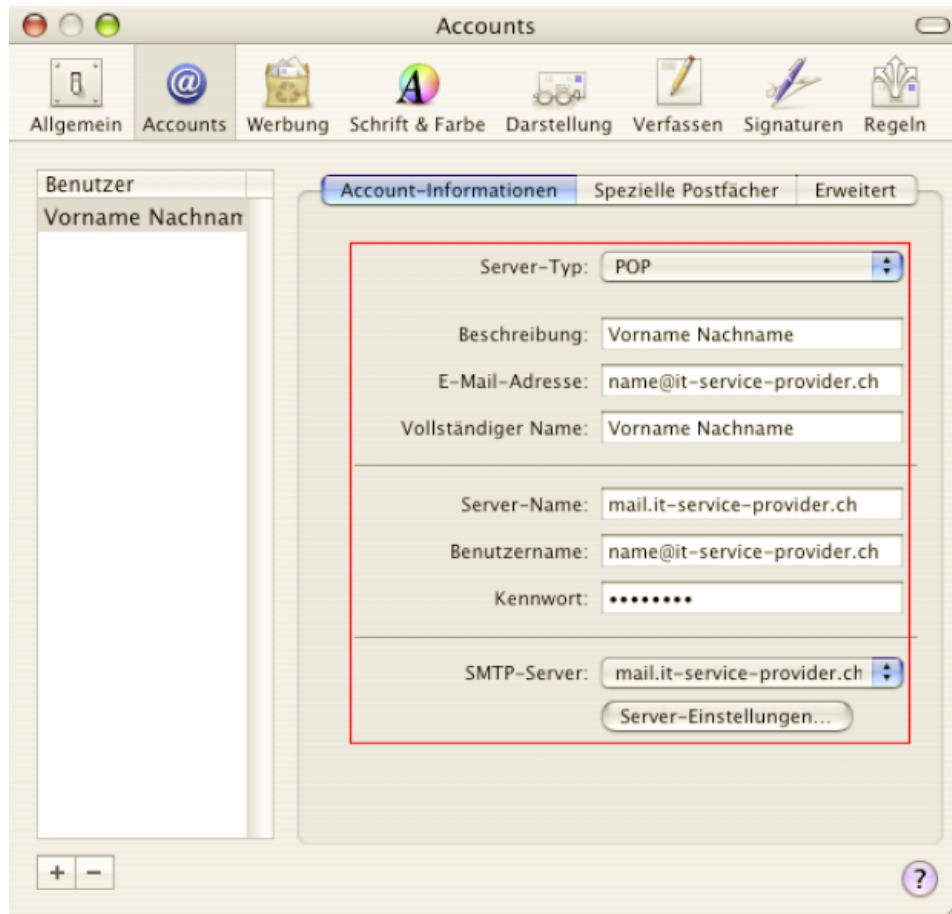 Accounts
Allgemein Accounts Werbung Schrift & Farbe Darstellung Verfassen Signaturen Regeln
Benutzer
Vorname Nachnam
Account-Informationen Spezielle Postfächer Erweitert
Server-Typ: POP
Beschreibung: Vorname Nachname
E-Mail-Adresse: name@it-service-provider.ch
Vollständiger Name: Vorname Nachname
Server-Name: mail.it-service-provider.ch
Benutzername: name@it-service-provider.ch
Kennwort: ••••••••
SMTP-Server: mail.it-service-provider.ch
Server-Einstellungen...
+ − ?